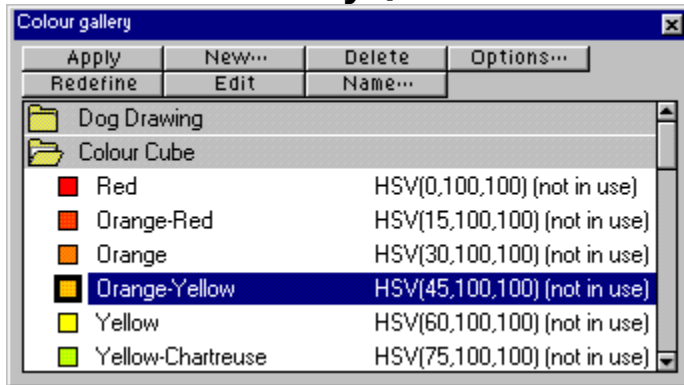 Colour gallery
Apply New... Delete Options...
Redefine Edit Name...
Dog Drawing
Colour Cube
Red HSV(0,100,100) (not in use)
Orange-Red HSV(15,100,100) (not in use)
Orange HSV(30,100,100) (not in use)
Orange-Yellow HSV(45,100,100) (not in use)
Yellow HSV(60,100,100) (not in use)
Yellow-Chartreuse HSV(75,100,100) (not in use)